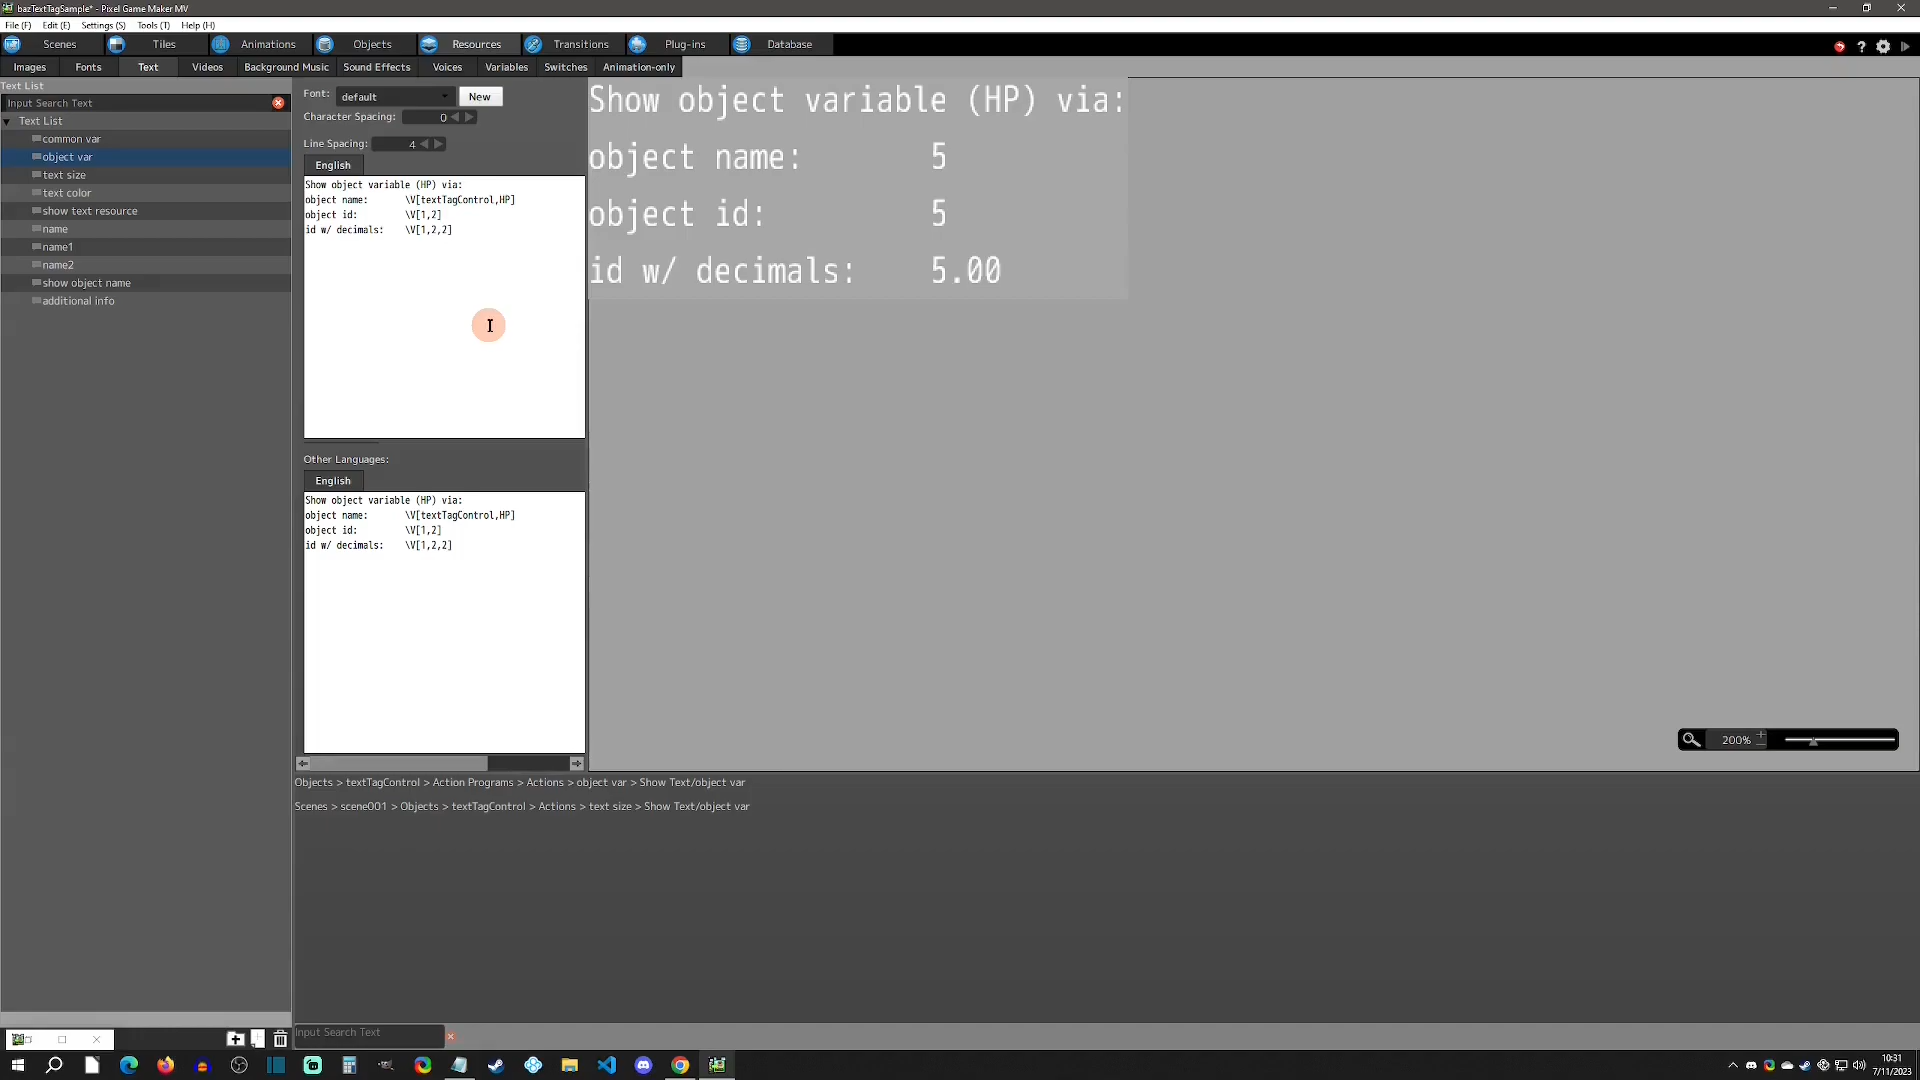 bazTextTagSample* - Pixel Game Maker MV
File (F) Edit (E) Settings (S) Tools (T) Help (H)
Scenes Tiles Animations Objects Resources Transitions Plug-ins Database
Images Fonts Text Videos Background Music Sound Effects Voices Variables Switches Animation-only
Text List
Input Search Text
Text List
common var
object var
text size
text color
show text resource
name
name1
name2
show object name
additional info
Font: default New
Character Spacing: 0
Line Spacing: 4
English
Show object variable (HP) via:
object name: \V[textTagControl,HP]
object id: \V[1,2]
id w/ decimals: \V[1,2,2]
Other Languages:
English
Show object variable (HP) via:
object name: \V[textTagControl,HP]
object id: \V[1,2]
id w/ decimals: \V[1,2,2]
Show object variable (HP) via:
object name: 5
object id: 5
id w/ decimals: 5.00
200%
Objects > textTagControl > Action Programs > Actions > object var > Show Text/object var
Scenes > scene001 > Objects > textTagControl > Actions > text size > Show Text/object var
Input Search Text
10:31
7/11/2023